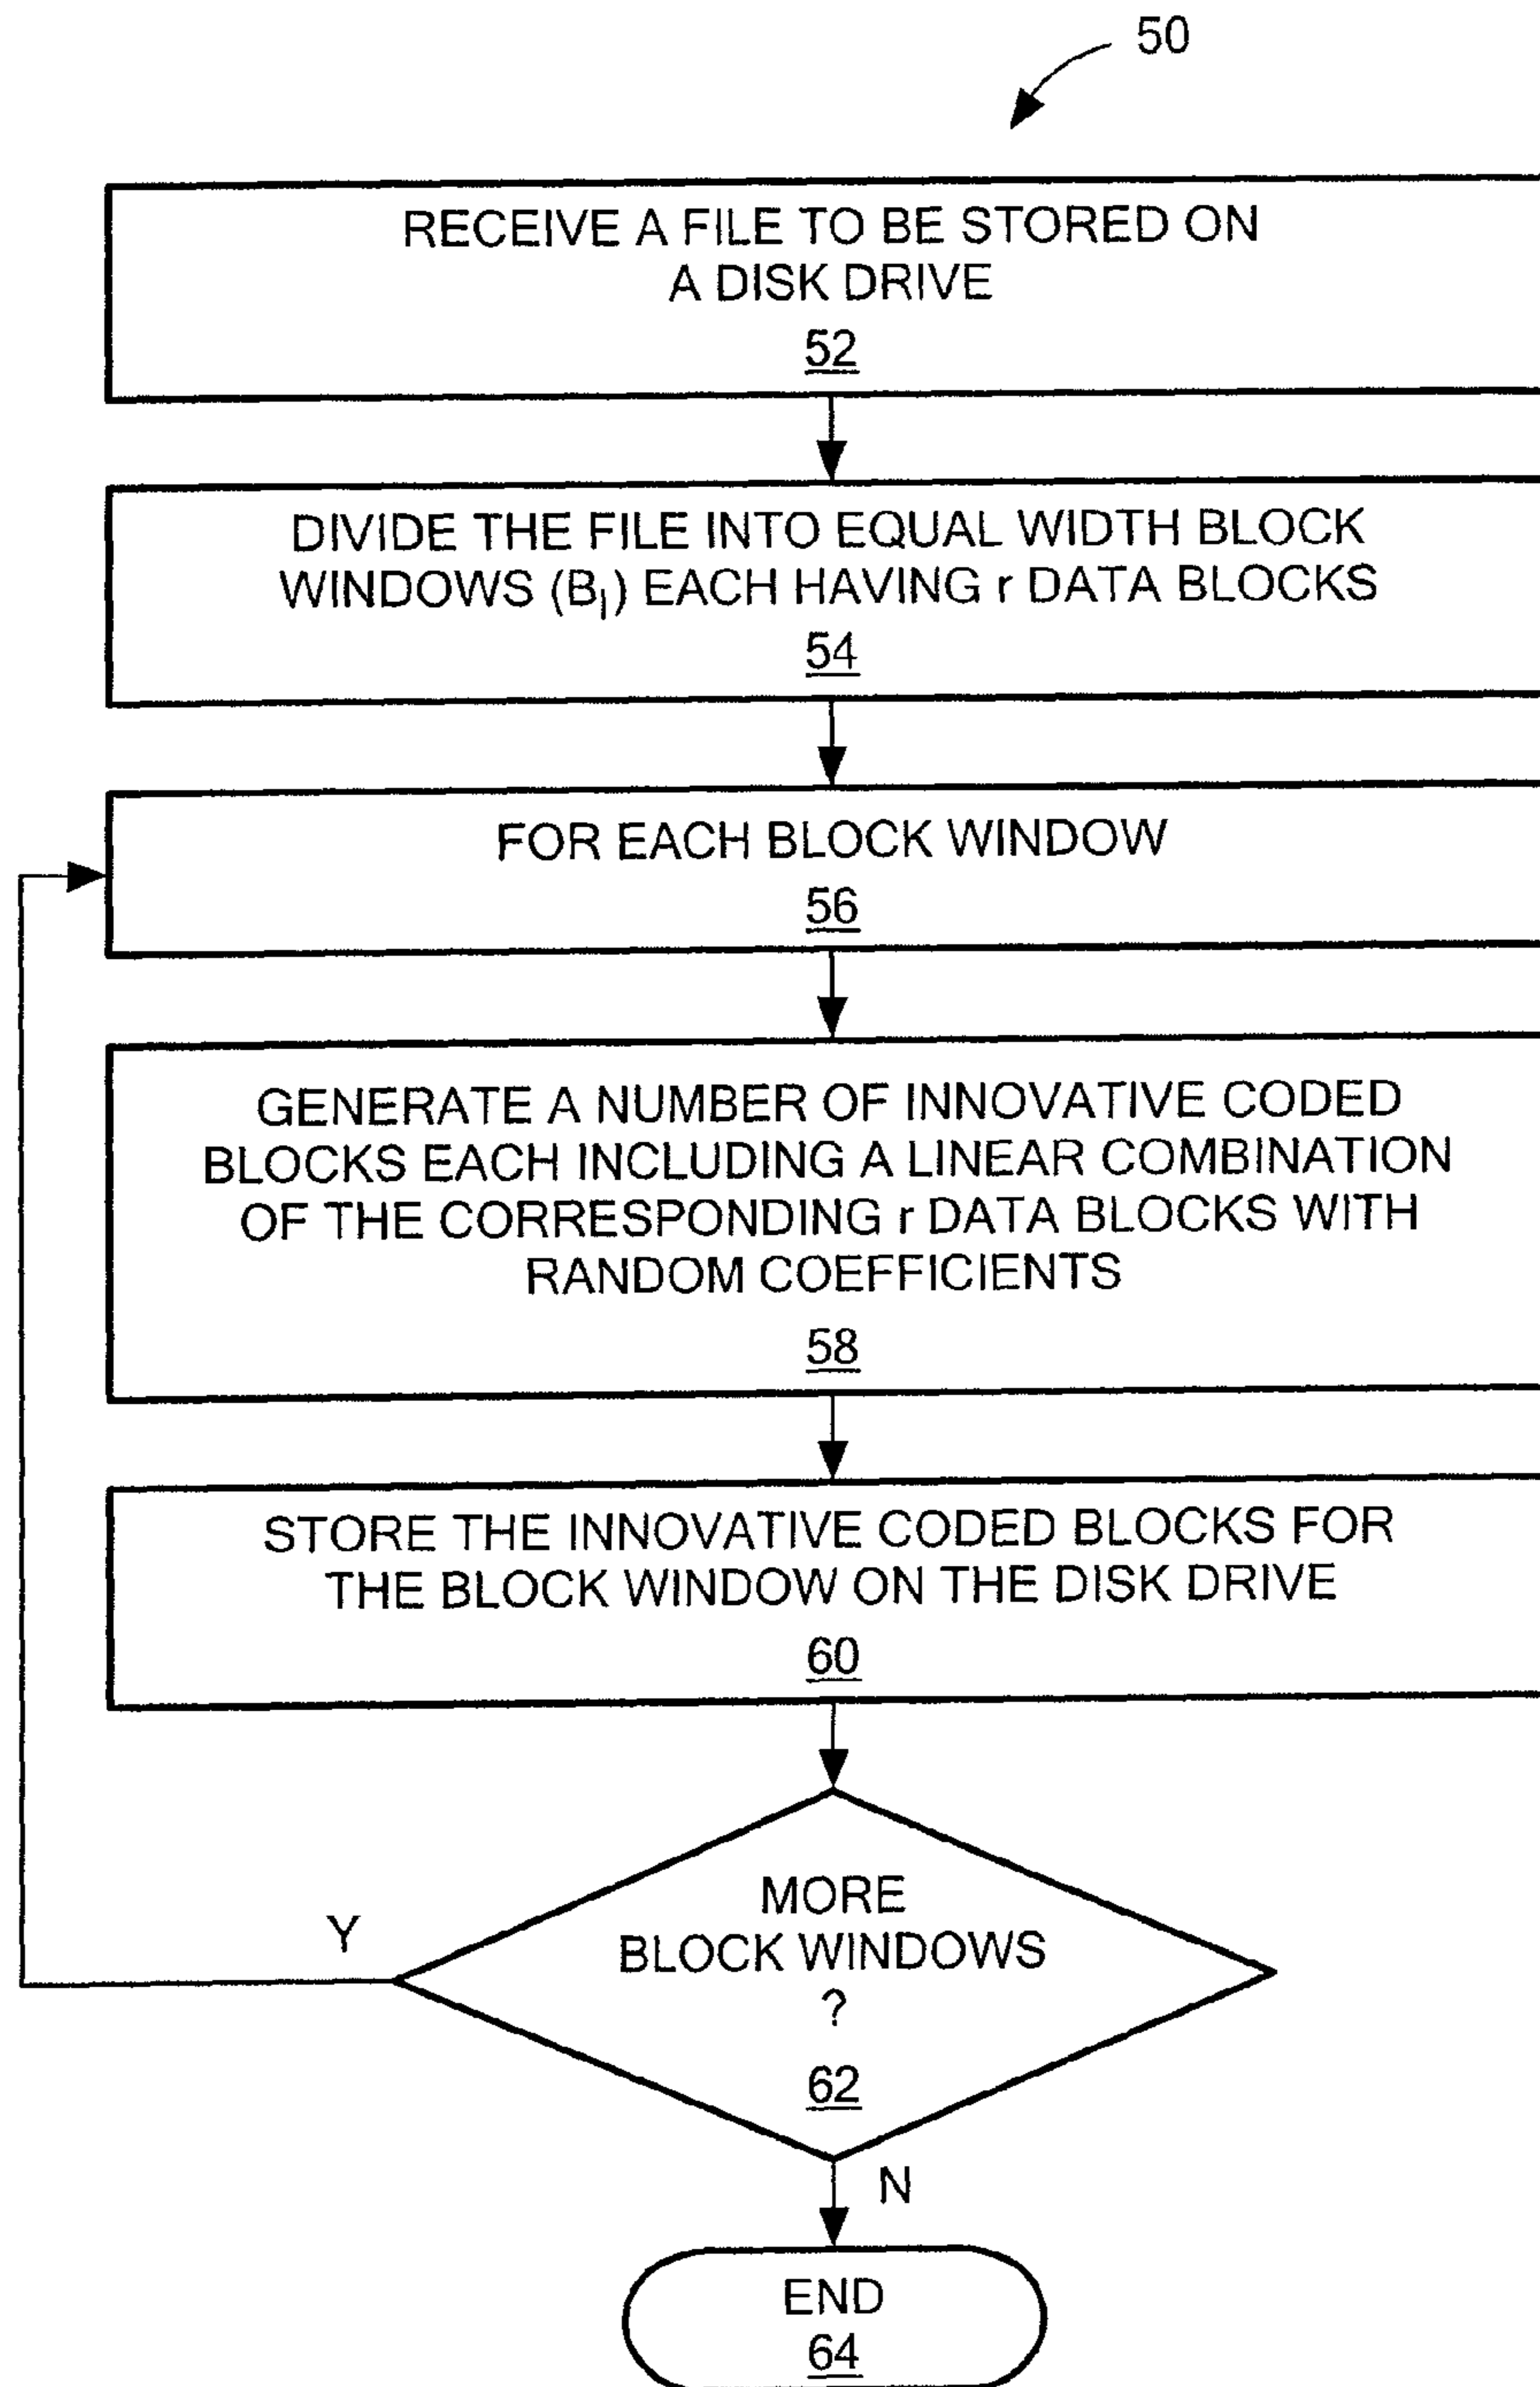 50
RECEIVE A FILE TO BE STORED ON
A DISK DRIVE
52
DIVIDE THE FILE INTO EQUAL WIDTH BLOCK
WINDOWS (B_l) EACH HAVING r DATA BLOCKS
54
FOR EACH BLOCK WINDOW
56
GENERATE A NUMBER OF INNOVATIVE CODED
BLOCKS EACH INCLUDING A LINEAR COMBINATION
OF THE CORRESPONDING r DATA BLOCKS WITH
RANDOM COEFFICIENTS
58
STORE THE INNOVATIVE CODED BLOCKS FOR
THE BLOCK WINDOW ON THE DISK DRIVE
60
MORE
BLOCK WINDOWS
?
62
Y
N
END
64